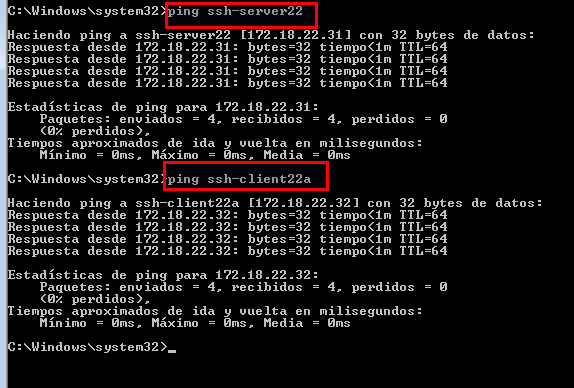 C:\Windows\system32>ping ssh-server22
Haciendo ping a ssh-server22 [172.18.22.31] con 32 bytes de datos:
Respuesta desde 172.18.22.31: bytes=32 tiempo<1m TTL=64
Respuesta desde 172.18.22.31: bytes=32 tiempo<1m TTL=64
Respuesta desde 172.18.22.31: bytes=32 tiempo<1m TTL=64
Respuesta desde 172.18.22.31: bytes=32 tiempo<1m TTL=64
Estadísticas de ping para 172.18.22.31:
Paquetes: enviados = 4, recibidos = 4, perdidos = 0
(0% perdidos),
Tiempos aproximados de ida y vuelta en milisegundos:
Mínimo = 0ms, Máximo = 0ms, Media = 0ms
C:\Windows\system32>ping ssh-client22a
Haciendo ping a ssh-client22a [172.18.22.32] con 32 bytes de datos:
Respuesta desde 172.18.22.32: bytes=32 tiempo<1m TTL=64
Respuesta desde 172.18.22.32: bytes=32 tiempo<1m TTL=64
Respuesta desde 172.18.22.32: bytes=32 tiempo<1m TTL=64
Respuesta desde 172.18.22.32: bytes=32 tiempo<1m TTL=64
Estadísticas de ping para 172.18.22.32:
Paquetes: enviados = 4, recibidos = 4, perdidos = 0
(0% perdidos),
Tiempos aproximados de ida y vuelta en milisegundos:
Mínimo = 0ms, Máximo = 0ms, Media = 0ms
C:\Windows\system32>_